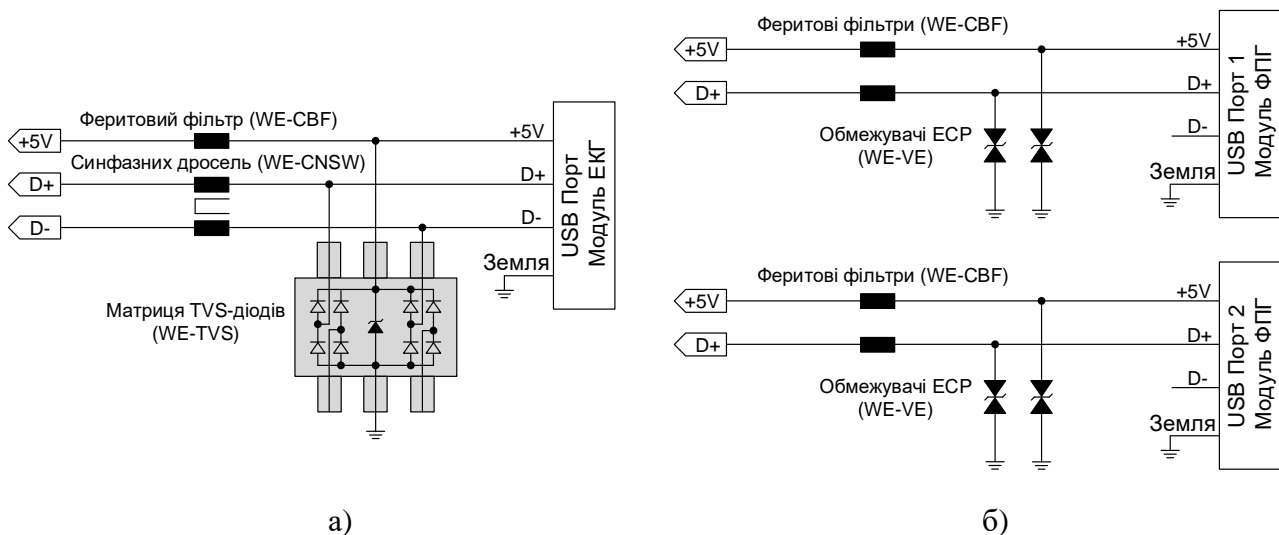 Феритовий фільтр (WE-CBF)
+5V
+5V
Синфазних дросель (WE-CNSW)
D+
D+
D-
D-
Земля
USB Порт
Модуль ЕКГ
Матриця TVS-діодів
(WE-TVS)
а)
Феритові фільтри (WE-CBF)
+5V
+5V
D+
D+
Обмежувачі ЕСР
(WE-VE)
D-
Земля
USB Порт 1
Модуль ФПГ
Феритові фільтри (WE-CBF)
+5V
+5V
D+
D+
Обмежувачі ЕСР
(WE-VE)
D-
Земля
USB Порт 2
Модуль ФПГ
б)